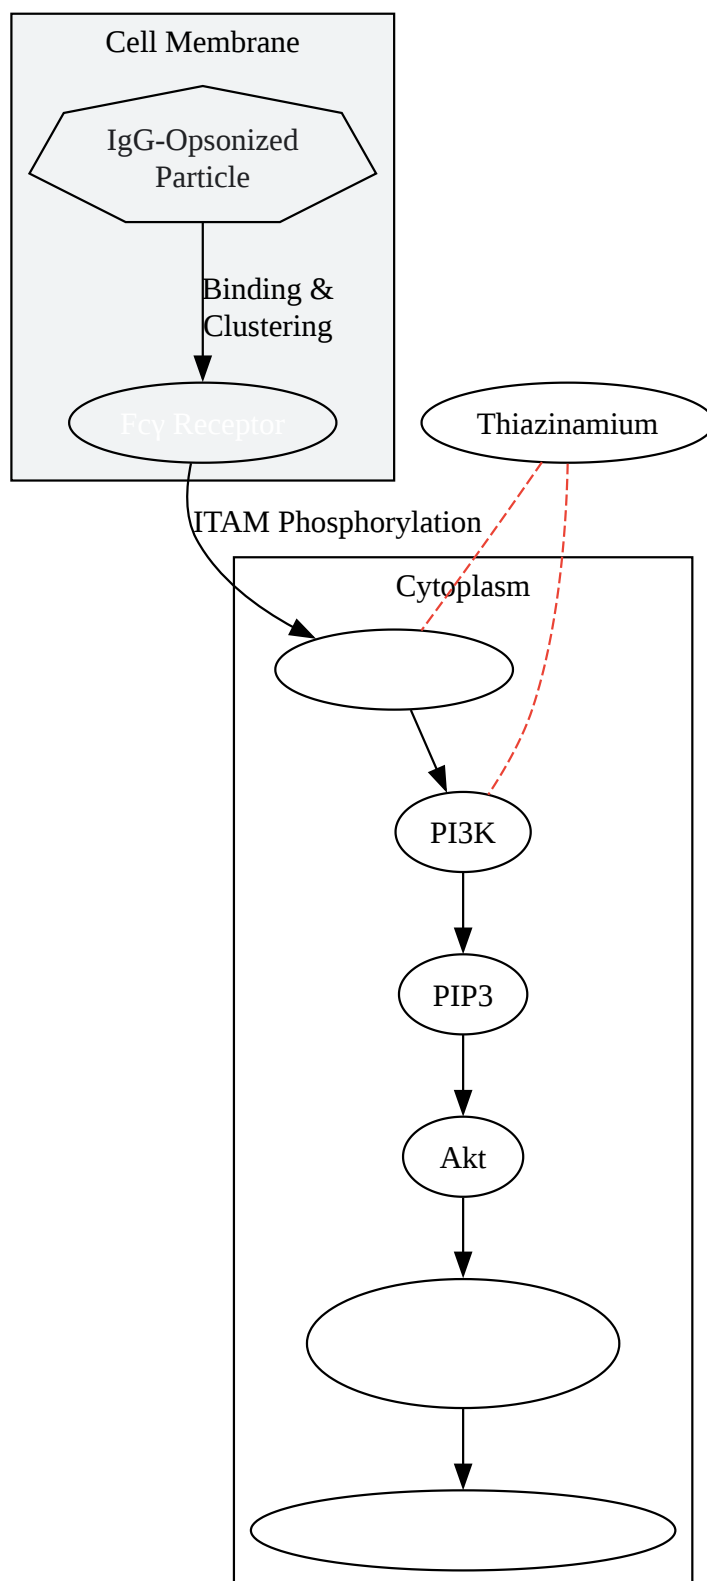 Cell Membrane
IgG-Opsonized
Particle
Binding &
Clustering
Fcγ Receptor
Thiazinamium
ITAM Phosphorylation
Cytoplasm
PI3K
PIP3
Akt